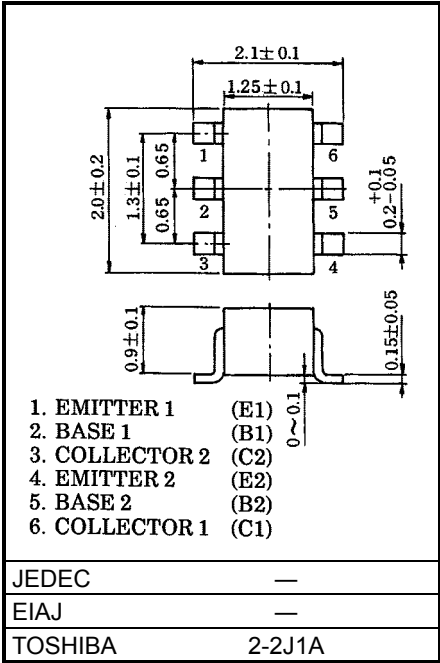 2.1± 0.1
1.25± 0.1
1
6
2
5
3
4
2.0±0.2
1.3±0.1
0.65
0.65
+0.1
0.2-0.05
0.9±0.1
0.15±0.05
0~0.1
1. EMITTER 1 (E1)
2. BASE 1 (B1)
3. COLLECTOR 2 (C2)
4. EMITTER 2 (E2)
5. BASE 2 (B2)
6. COLLECTOR 1 (C1)
JEDEC —
EIAJ —
TOSHIBA 2-2J1A